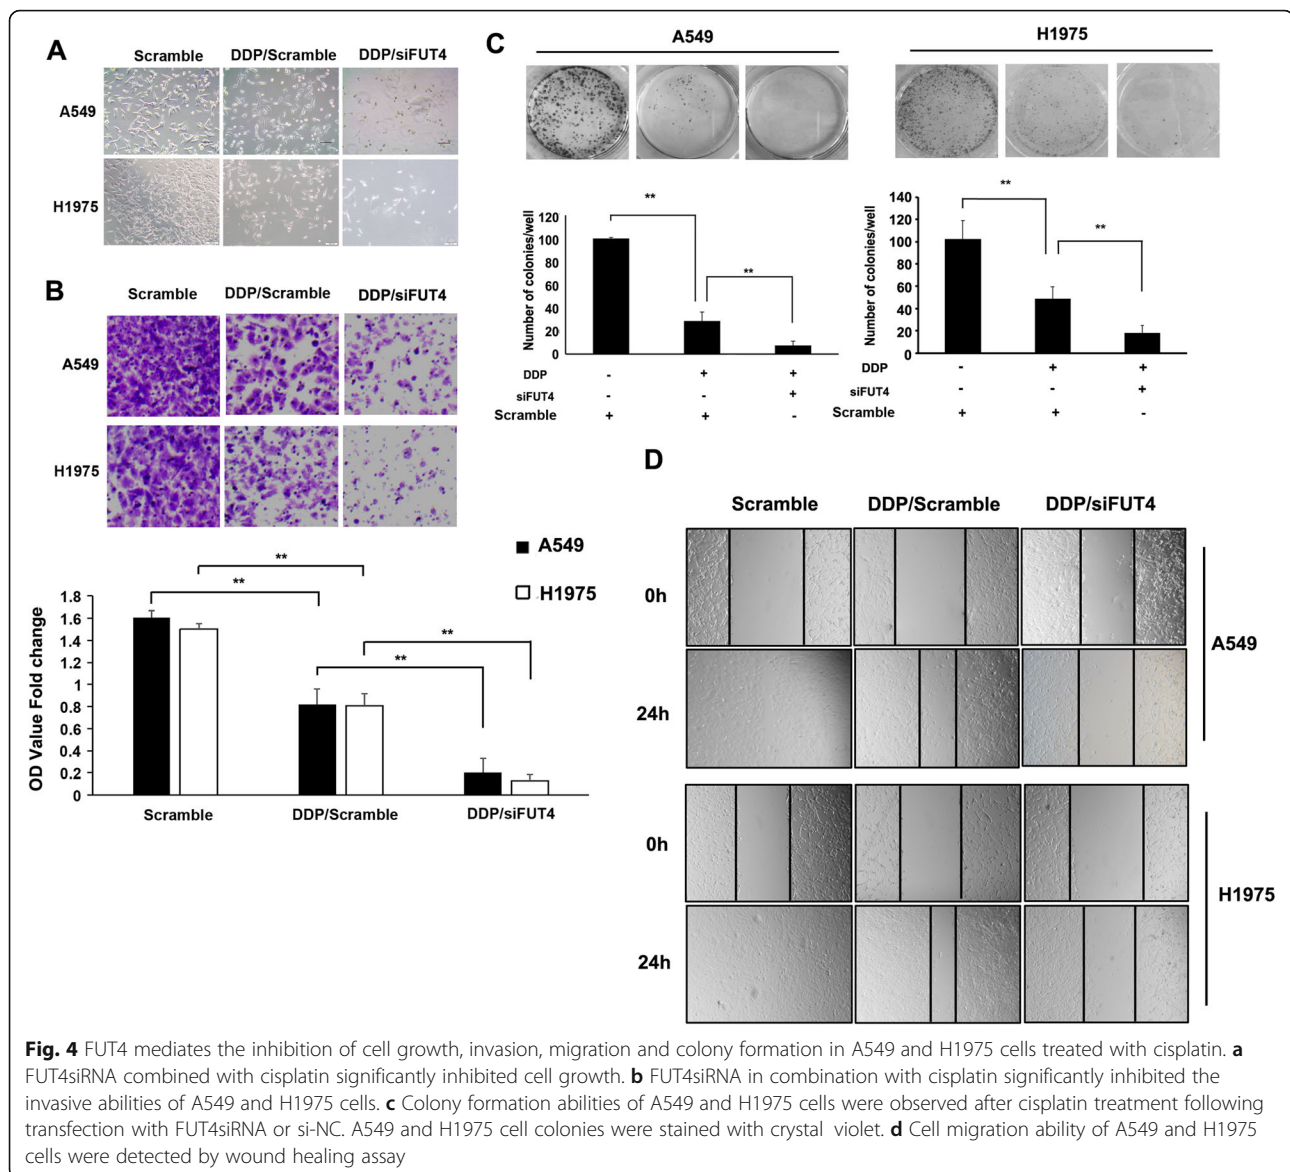 A
Scramble DDP/Scramble DDP/siFUT4
A549
H1975
B
Scramble DDP/Scramble DDP/siFUT4
A549
H1975
A549
H1975
OD Value Fold change
1.8
1.6
1.4
1.2
1
0.8
0.6
0.4
0.2
0
** ** ** **
Scramble DDP/Scramble DDP/siFUT4
C
A549
H1975
Number of colonies/well
120
100
80
60
40
20
0
** **
DDP - + +
siFUT4 - - +
Scramble + + -
Number of colonies/well
140
120
100
80
60
40
20
0
** **
DDP - + +
siFUT4 - - +
Scramble + + -
D
Scramble DDP/Scramble DDP/siFUT4
0h
24h
A549
0h
24h
H1975
Fig. 4 FUT4 mediates the inhibition of cell growth, invasion, migration and colony formation in A549 and H1975 cells treated with cisplatin. a
FUT4siRNA combined with cisplatin significantly inhibited cell growth. b FUT4siRNA in combination with cisplatin significantly inhibited the
invasive abilities of A549 and H1975 cells. c Colony formation abilities of A549 and H1975 cells were observed after cisplatin treatment following
transfection with FUT4siRNA or si-NC. A549 and H1975 cell colonies were stained with crystal violet. d Cell migration ability of A549 and H1975
cells were detected by wound healing assay